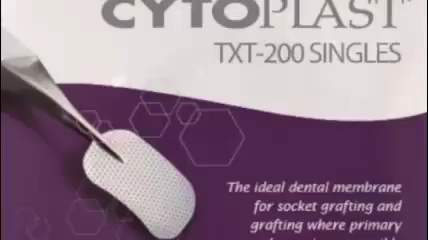 CYTOPLAST
TXT-200 SINGLES
The ideal dental membrane
for socket grafting and
grafting where primary